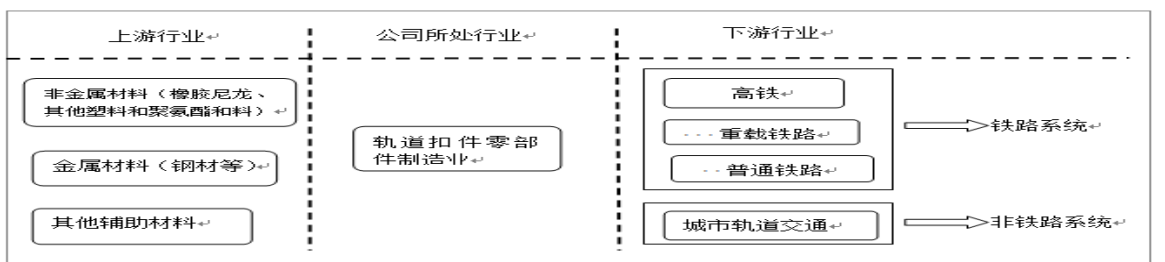 上游行业
公司所处行业
下游行业
非金属材料（橡胶尼龙、
其他塑料和聚氨酯和料）
金属材料（钢材等）
其他辅助材料
轨道扣件零部
件制造业
高铁
重载铁路
普通铁路
铁路系统
城市轨道交通
非铁路系统